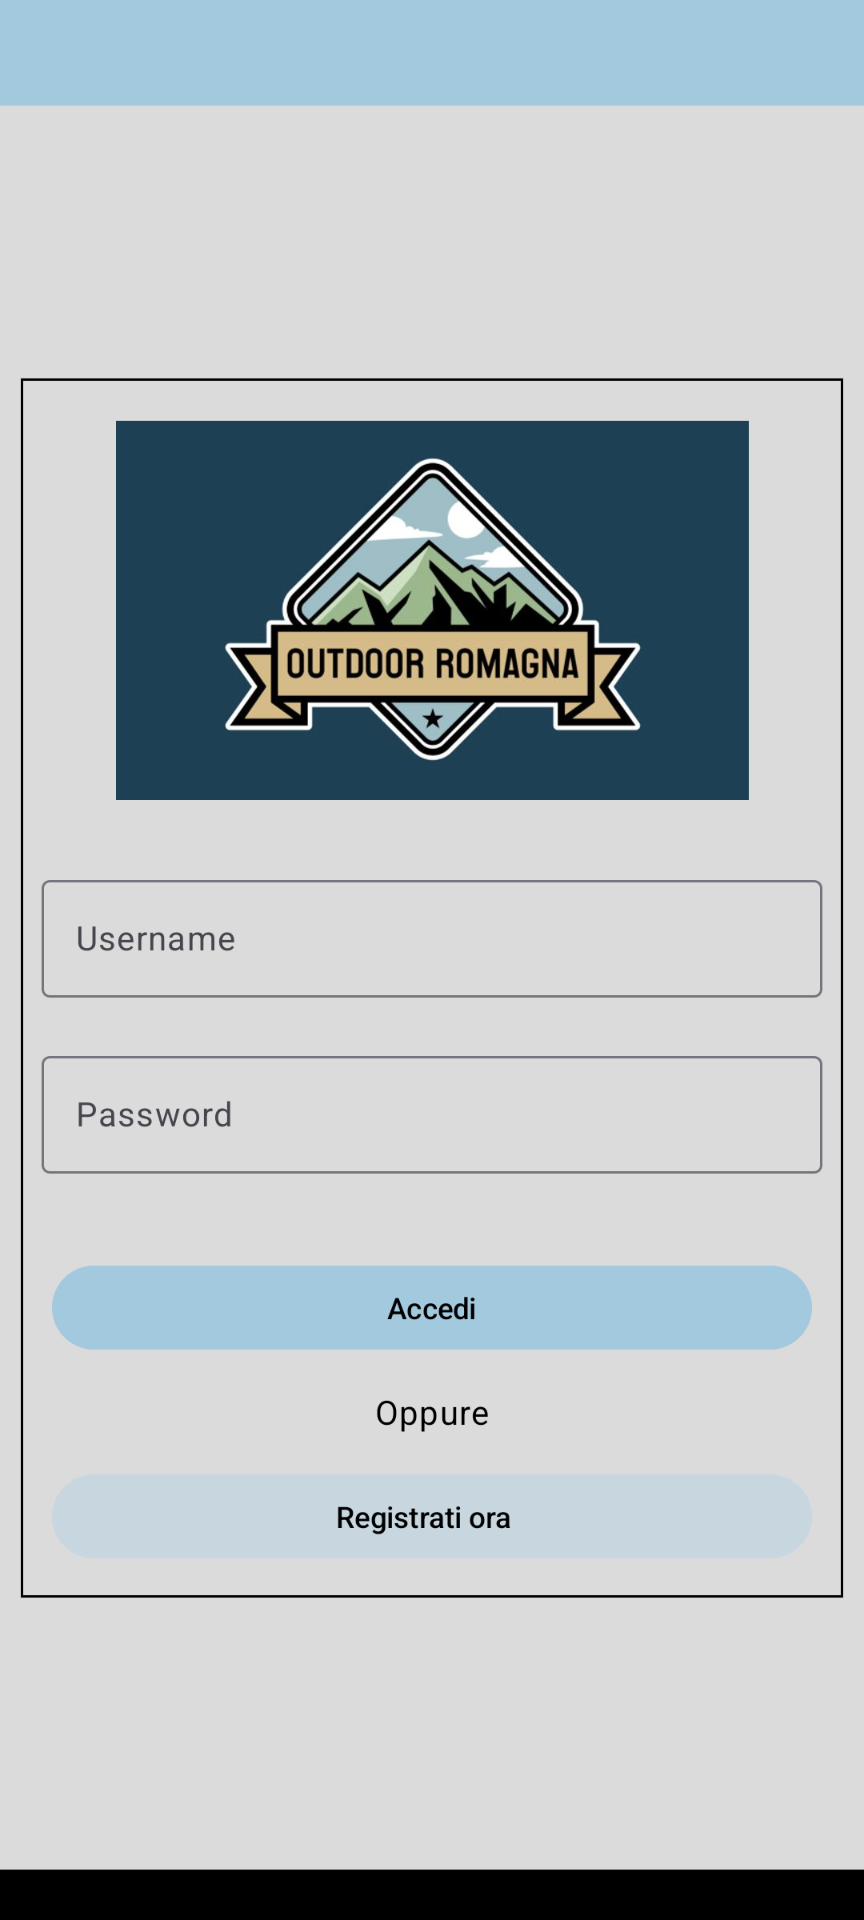 OUTDOOR ROMAGNA
Username
Password
Accedi
Oppure
Registrati ora